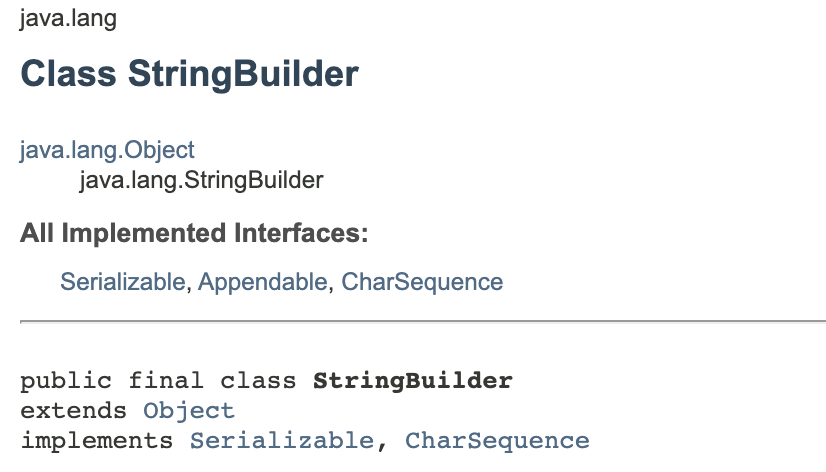 java.lang
Class StringBuilder
java.lang.Object
java.lang.StringBuilder
All Implemented Interfaces:
Serializable, Appendable, CharSequence
public final class StringBuilder
extends Object
implements Serializable, CharSequence